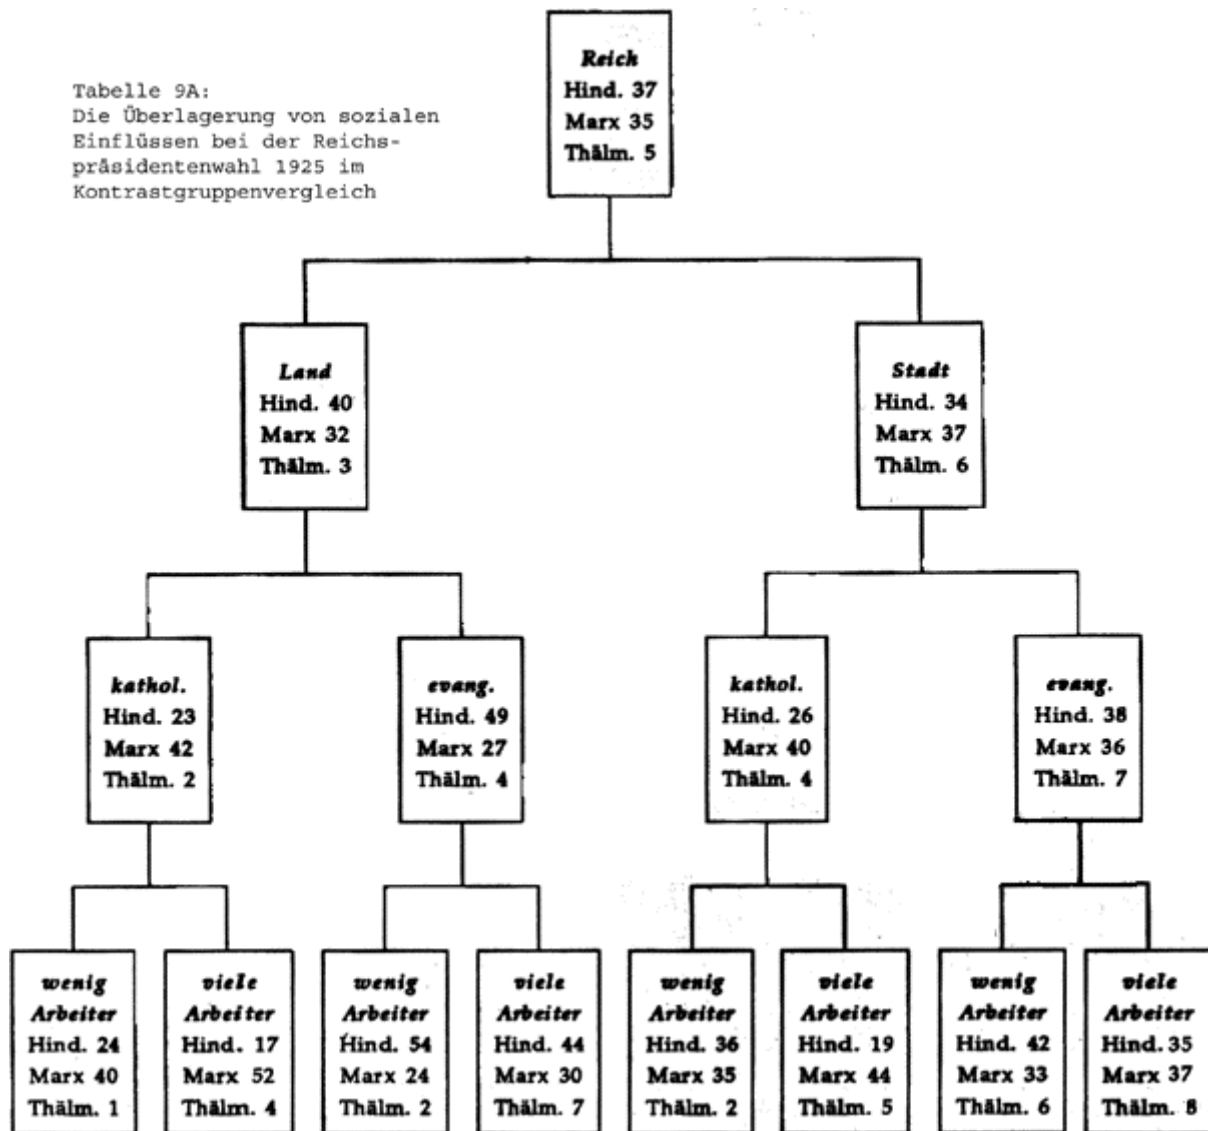 Tabelle 9A:
Die Überlagerung von sozialen
Einflüssen bei der Reichs-
präsidentenwahl 1925 im
Kontrastgruppenvergleich
Reich
Hind. 37
Marx 35
Thälm. 5
Land
Hind. 40
Marx 32
Thälm. 3
Stadt
Hind. 34
Marx 37
Thälm. 6
kathol.
Hind. 23
Marx 42
Thälm. 2
evang.
Hind. 49
Marx 27
Thälm. 4
kathol.
Hind. 26
Marx 40
Thälm. 4
evang.
Hind. 38
Marx 36
Thälm. 7
wenig
Arbeiter
Hind. 24
Marx 40
Thälm. 1
viele
Arbeiter
Hind. 17
Marx 52
Thälm. 4
wenig
Arbeiter
Hind. 54
Marx 24
Thälm. 2
viele
Arbeiter
Hind. 44
Marx 30
Thälm. 7
wenig
Arbeiter
Hind. 36
Marx 35
Thälm. 2
viele
Arbeiter
Hind. 19
Marx 44
Thälm. 5
wenig
Arbeiter
Hind. 42
Marx 33
Thälm. 6
viele
Arbeiter
Hind. 35
Marx 37
Thälm. 8